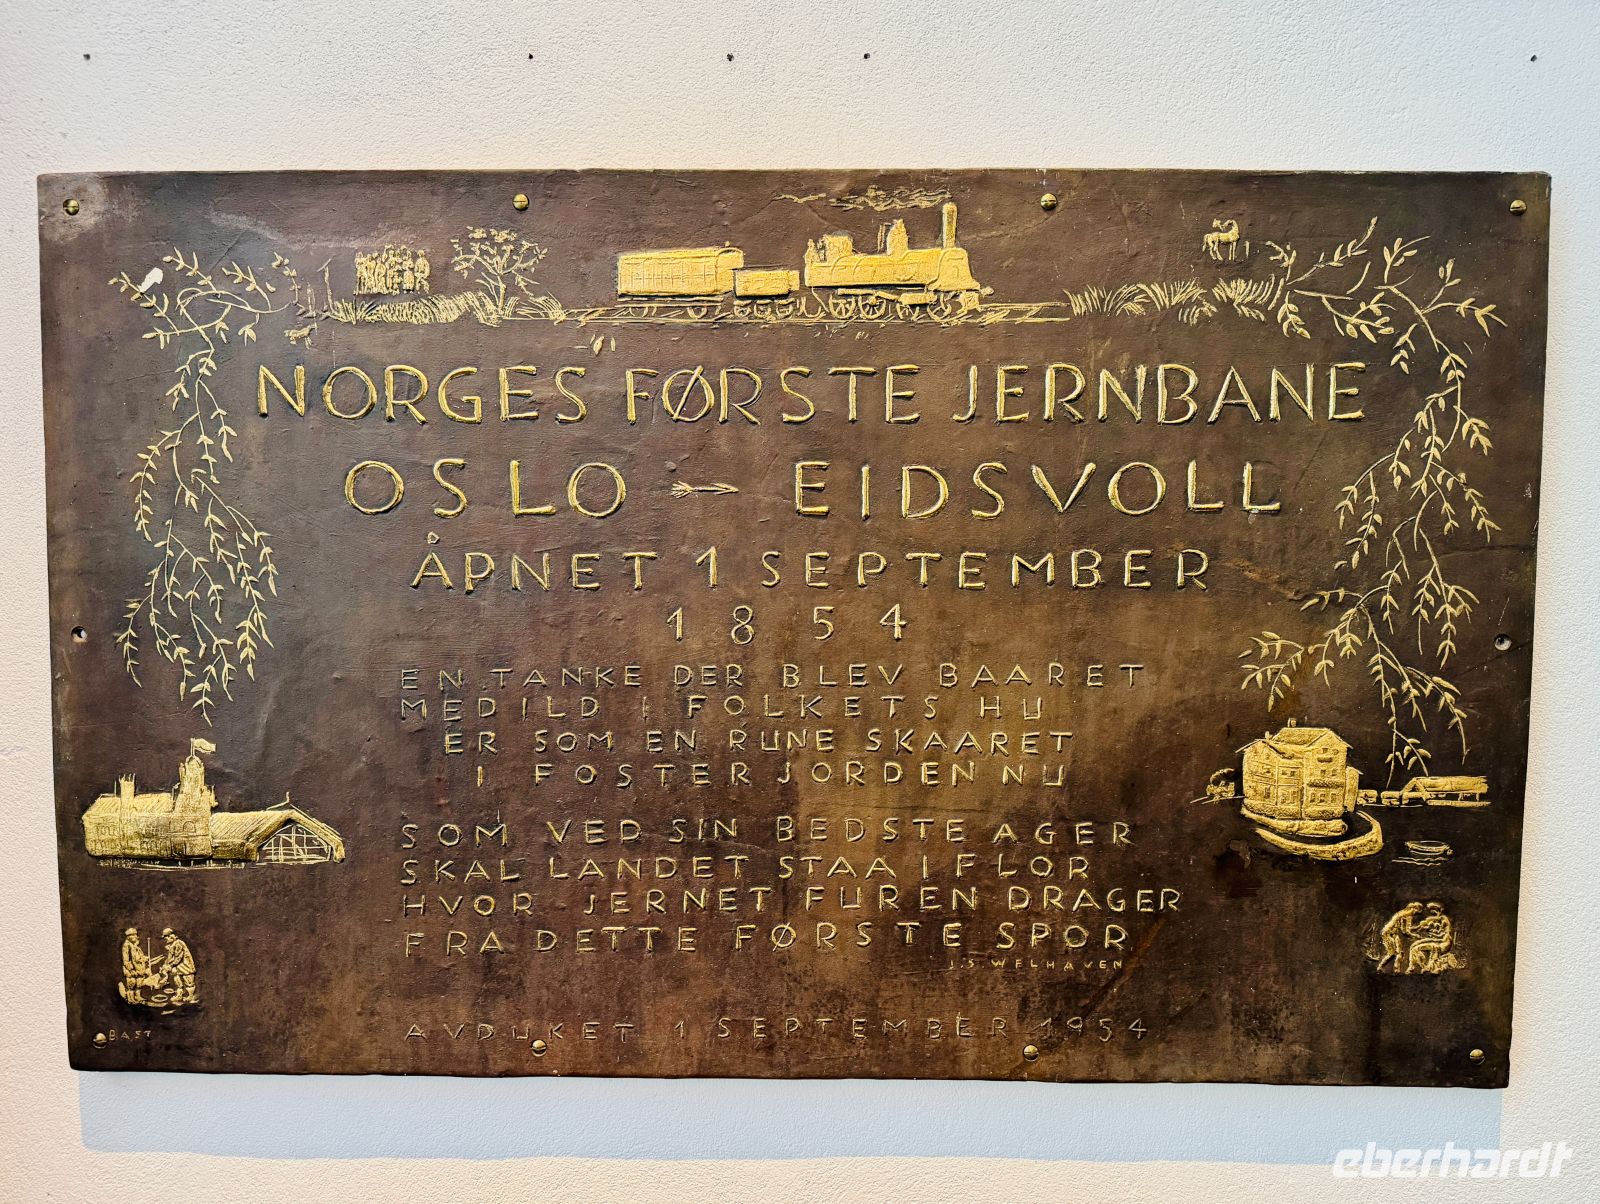 NORGES FØRSTE JERNBANE
OSLO - EIDSVOLL
ÅPNET 1 SEPTEMBER
1854
EN TANKE DER BLEV BAARET
MED ILD I FOLKETS HU
ER SOM EN RUNE SKAARET
I FOSTERJORDEN NU
SOM VED SIN BEDSTE AGER
SKAL LANDET STAA I FLOR
HVOR JERNET FUREN DRAGER
FRA DETTE FØRSTE SPOR
J.S. WELHAVEN
AVDUKET 1 SEPTEMBER 1954
BAST
eberhardt